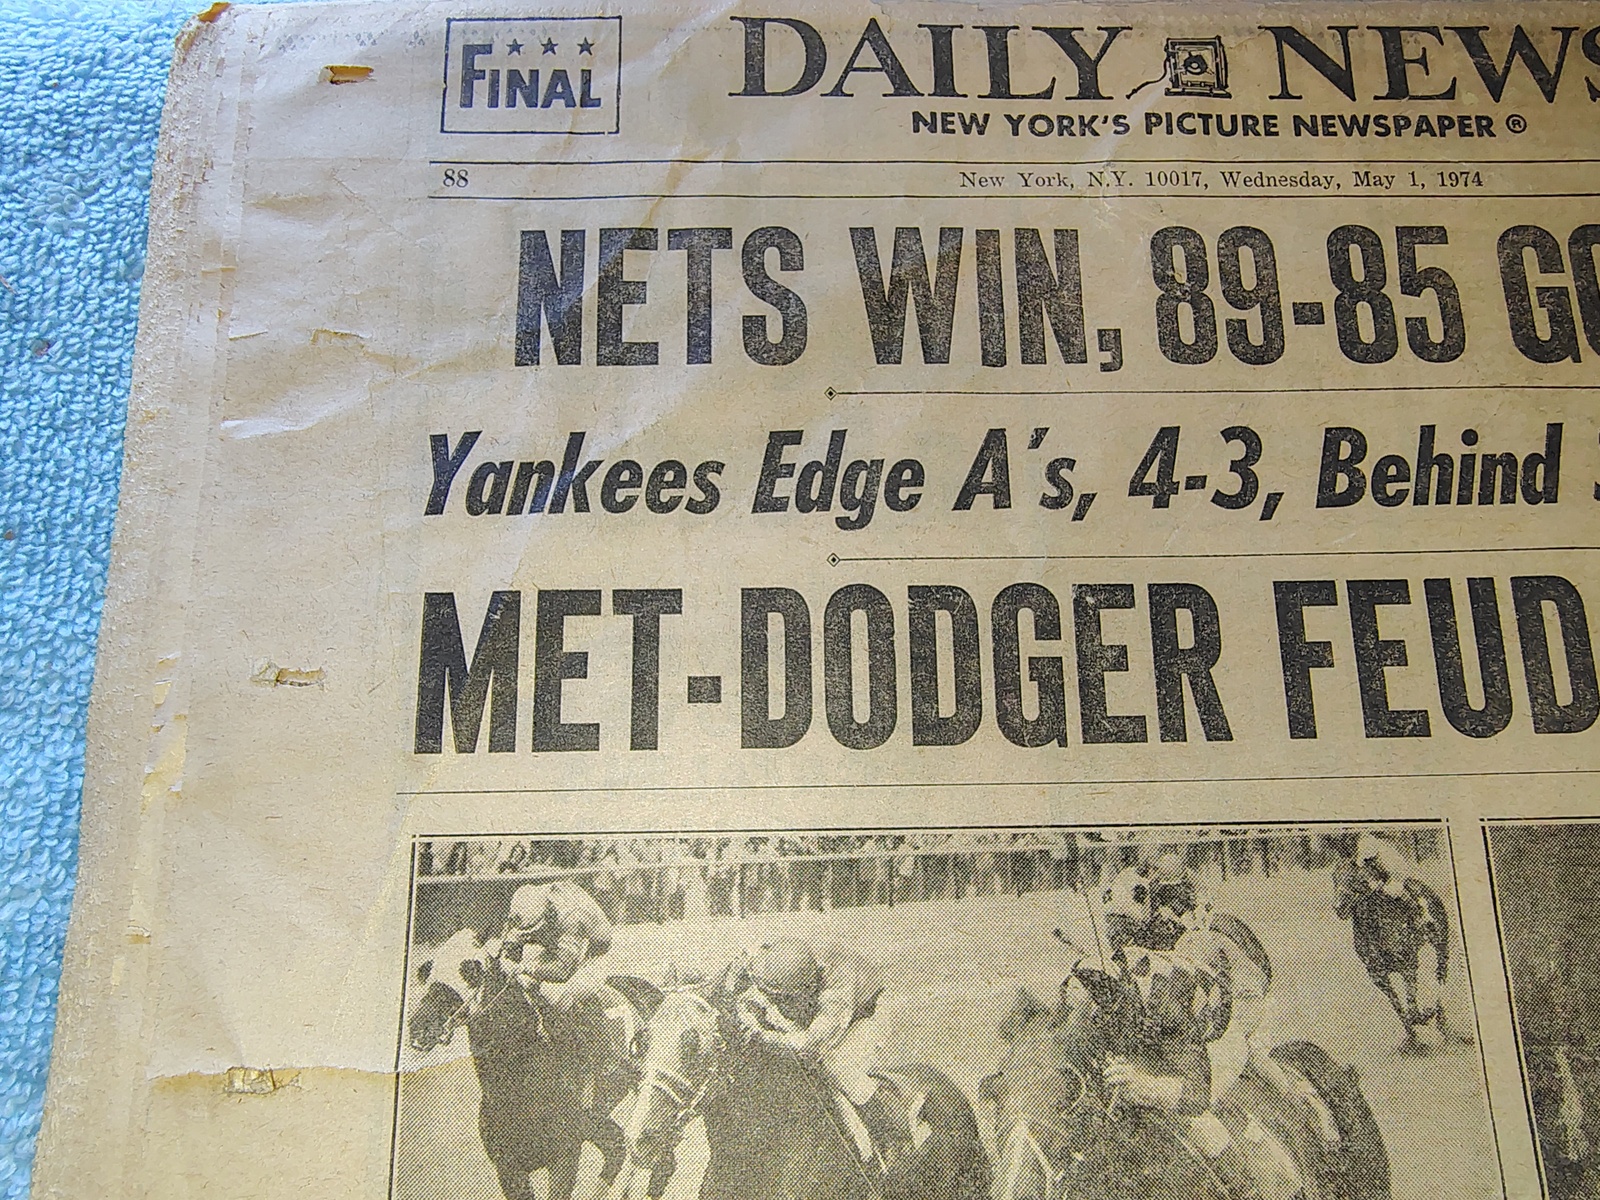 ★ ★ ★
FINAL
DAILY NEWS
NEW YORK'S PICTURE NEWSPAPER ®
88 New York, N.Y. 10017, Wednesday, May 1, 1974
NETS WIN, 89-85 GO
Yankees Edge A's, 4-3, Behind
MET-DODGER FEUD